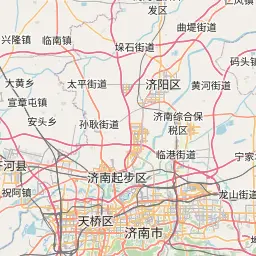 发区
仁风镇
曲堤街道
兴隆镇
临南镇
垛石街道
码头镇
大黄乡
太平街道
济阳区
黄河街道
宣章屯镇
安头乡
孙耿街道
济南综合保
税区
临港街道
齐河县
宁家
祝阿镇
济南起步区
龙山街道
天桥区
济南市